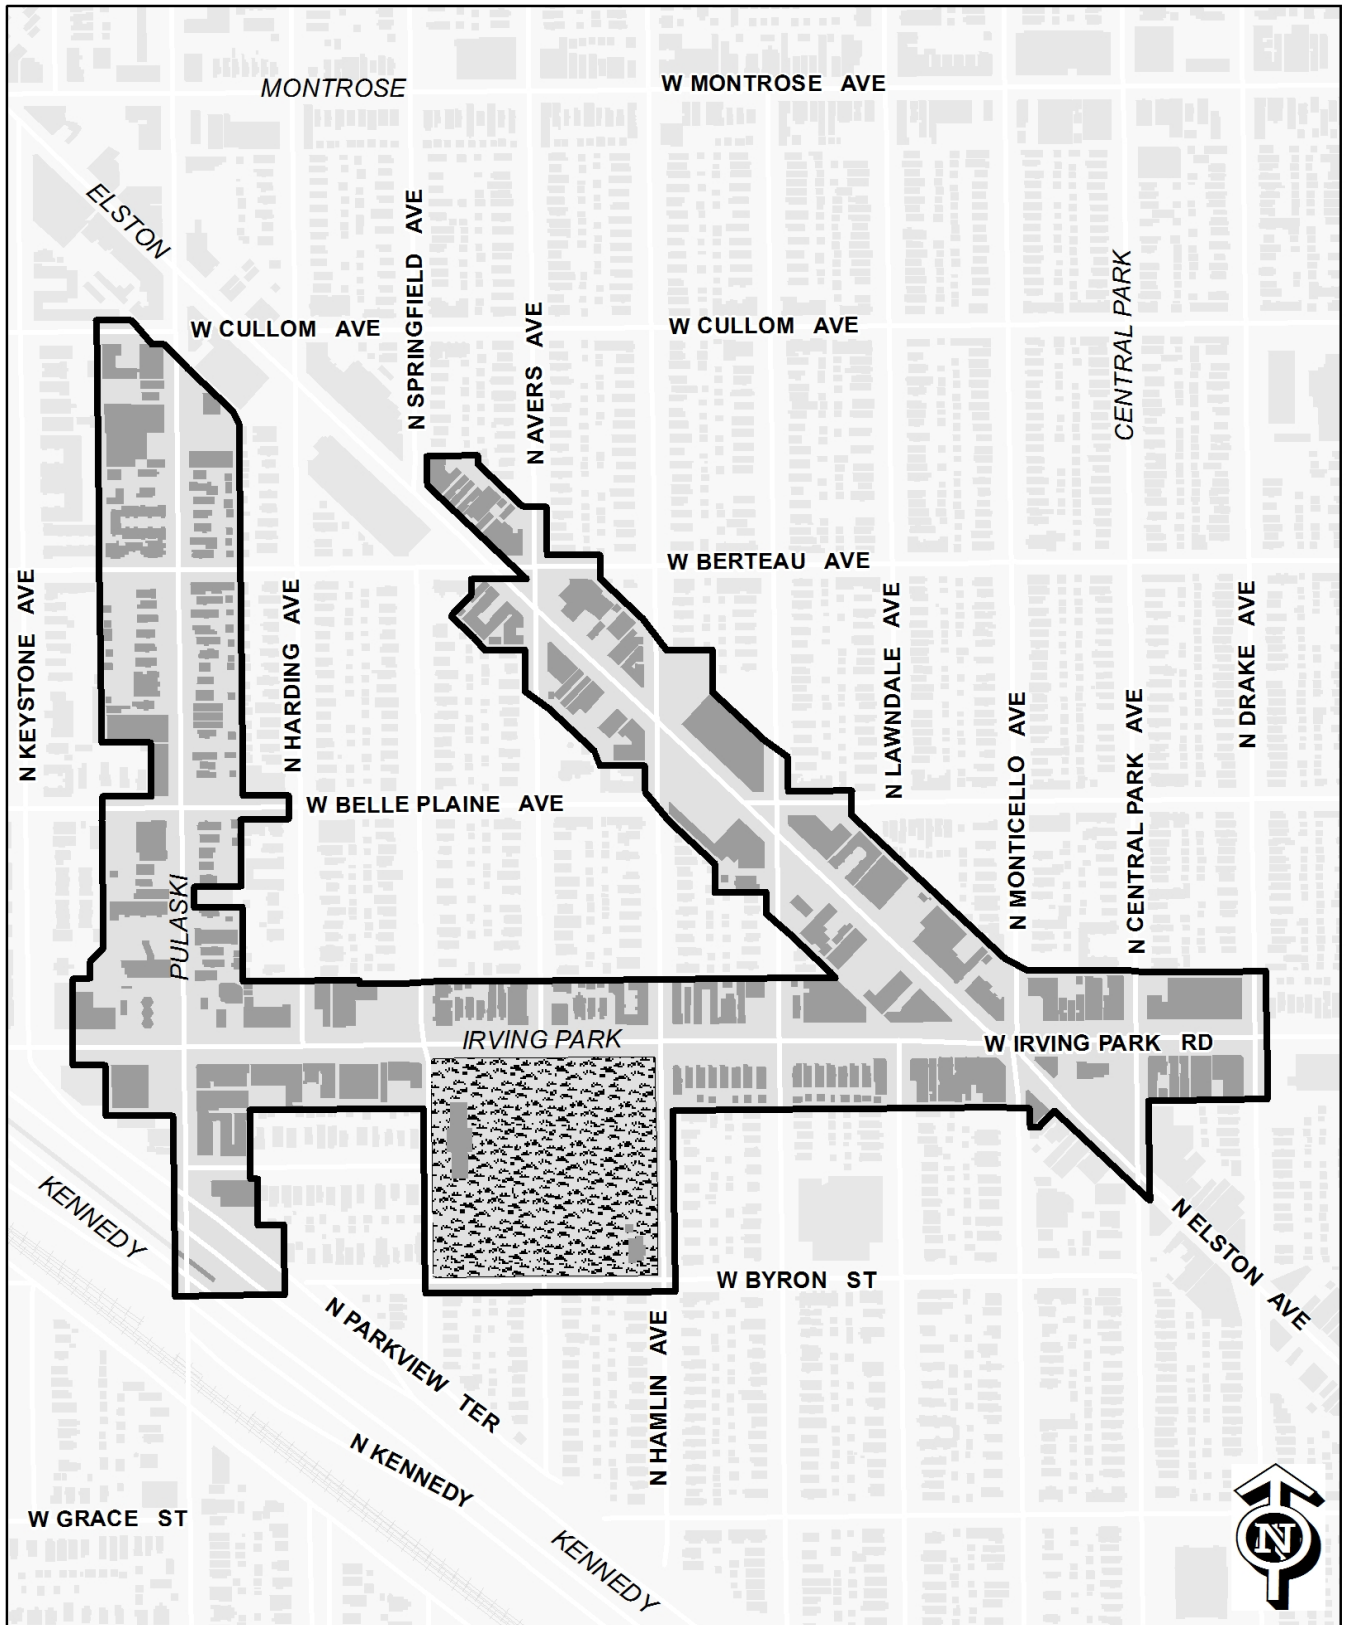 MONTROSE
W MONTROSE AVE
ELSTON
N SPRINGFIELD AVE
CENTRAL PARK
N AVERS AVE
W CULLOM AVE
W CULLOM AVE
W BERTEAU AVE
N KEYSTONE AVE
N HARDING AVE
N LAWNDALE AVE
N DRAKE AVE
N MONTICELLO AVE
N CENTRAL PARK AVE
W BELLE PLAINE AVE
PULASKI
IRVING PARK
W IRVING PARK RD
KENNEDY
N ELSTON AVE
W BYRON ST
N PARKVIEW TER
N HAMLIN AVE
N KENNEDY
W GRACE ST
KENNEDY
N